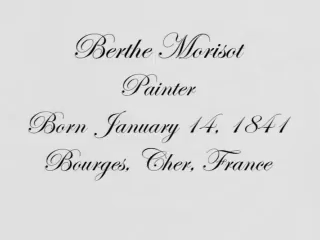 Berthe Morisot
Painter
Born January 14, 1841
Bourges, Cher, France